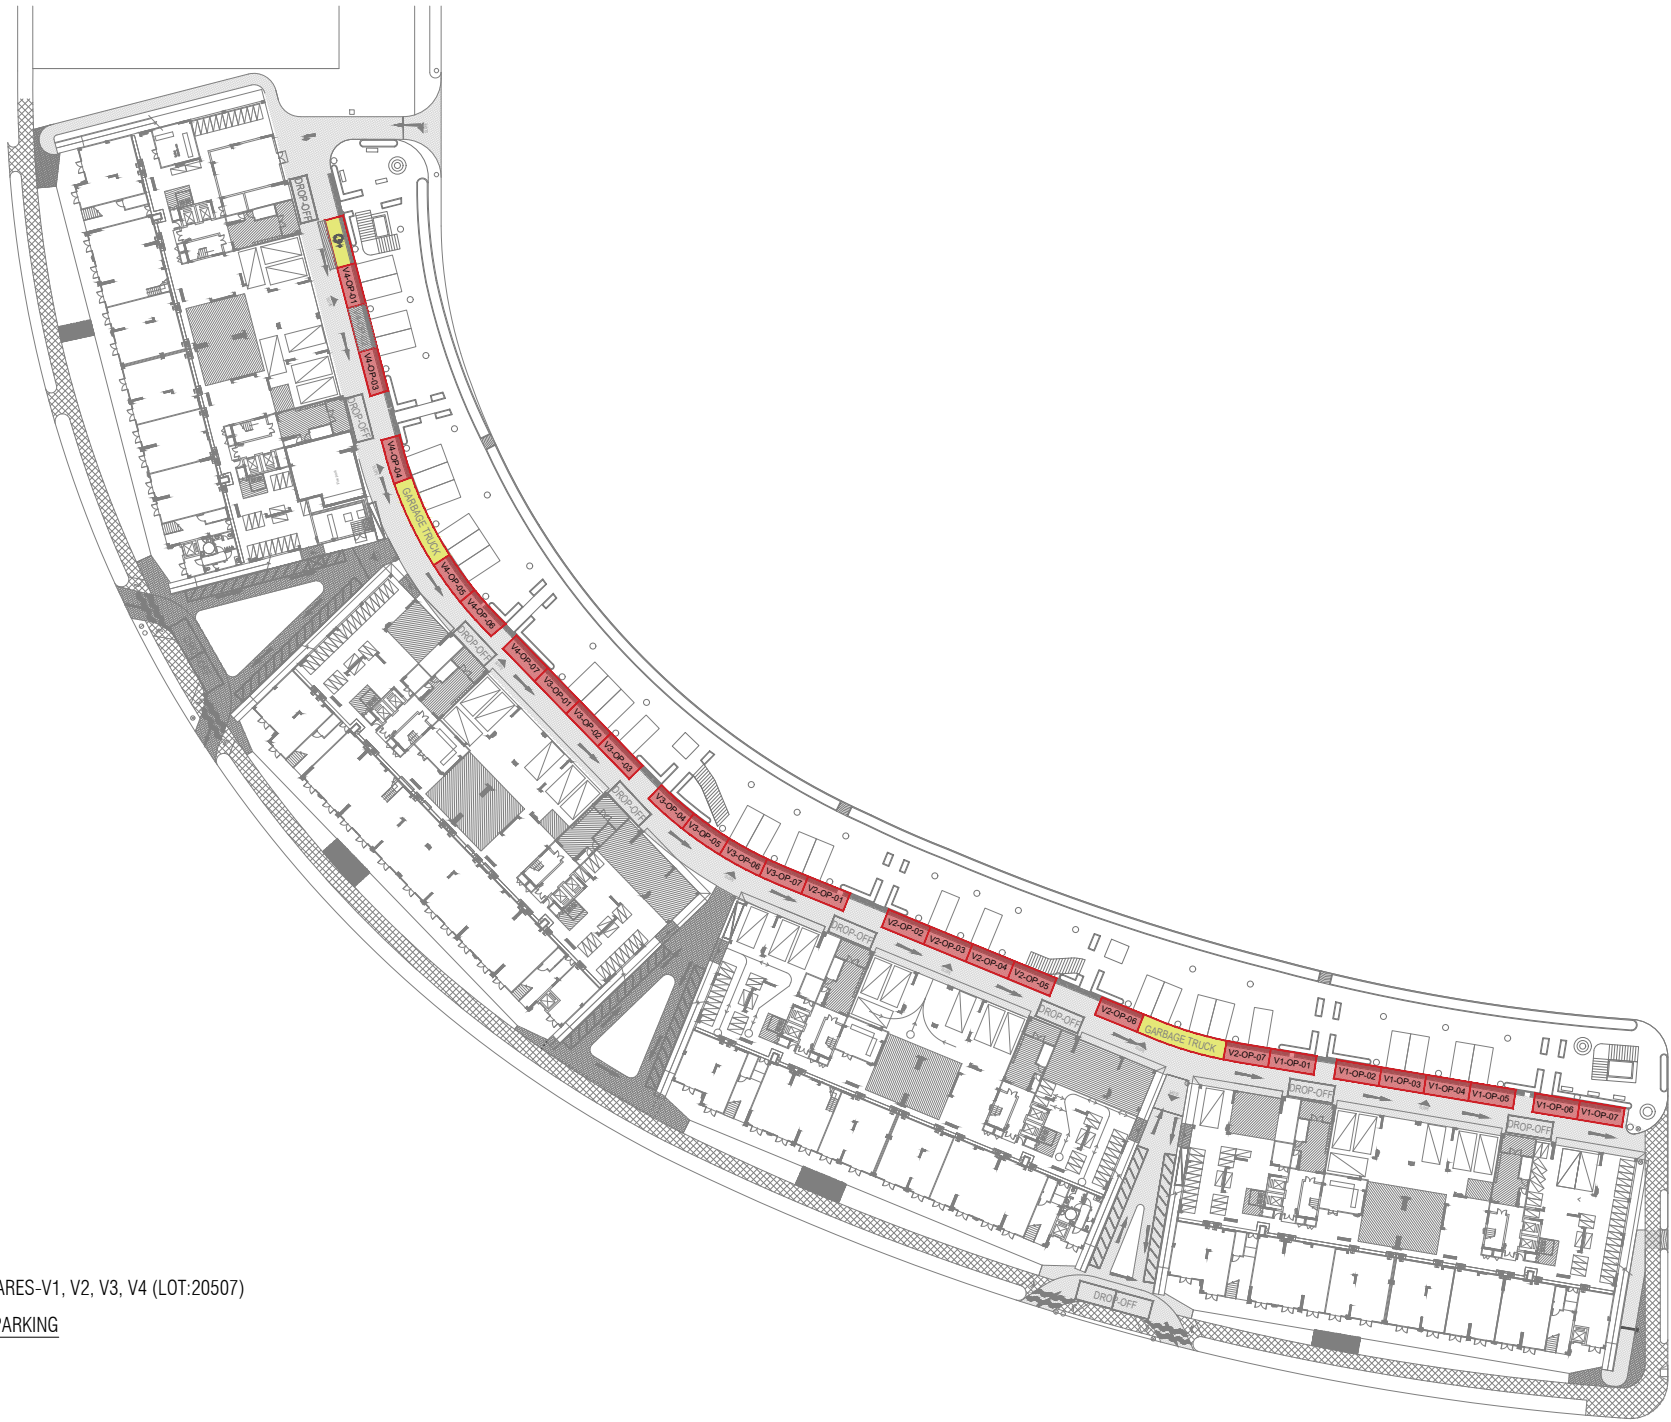 DROP-OFF
V4-OP-01
V4-OP-03
DROP-OFF
V4-OP-04
GARBAGE TRUCK
V4-OP-05
V4-OP-06
DROP-OFF
V4-OP-07
V3-OP-01
V3-OP-02
V3-OP-03
DROP-OFF
V3-OP-04
V3-OP-05
V3-OP-06
V3-OP-07
V2-OP-01
DROP-OFF
V2-OP-02
V2-OP-03
V2-OP-04
V2-OP-05
DROP-OFF
V2-OP-06
GARBAGE TRUCK
V2-OP-07
V1-OP-01
DROP-OFF
V1-OP-02
V1-OP-03
V1-OP-04
V1-OP-05
V1-OP-06
V1-OP-07
DROP-OFF
DROP-OFF
ARES-V1, V2, V3, V4 (LOT:20507)
PARKING